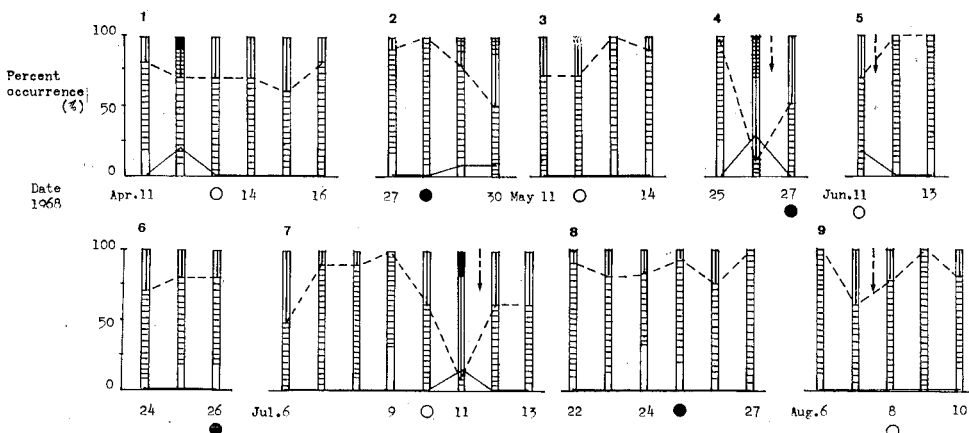 1 2 3 4 5
100
Percent
occurrence
(%)
50
0
Date
1968
Apr.11 14 16 27 30 May 11 14 25 27 Jun.11 13
6 7 8 9
100
50
0
24 26 Jul.6 9 11 13 22 24 27 Aug.6 8 10